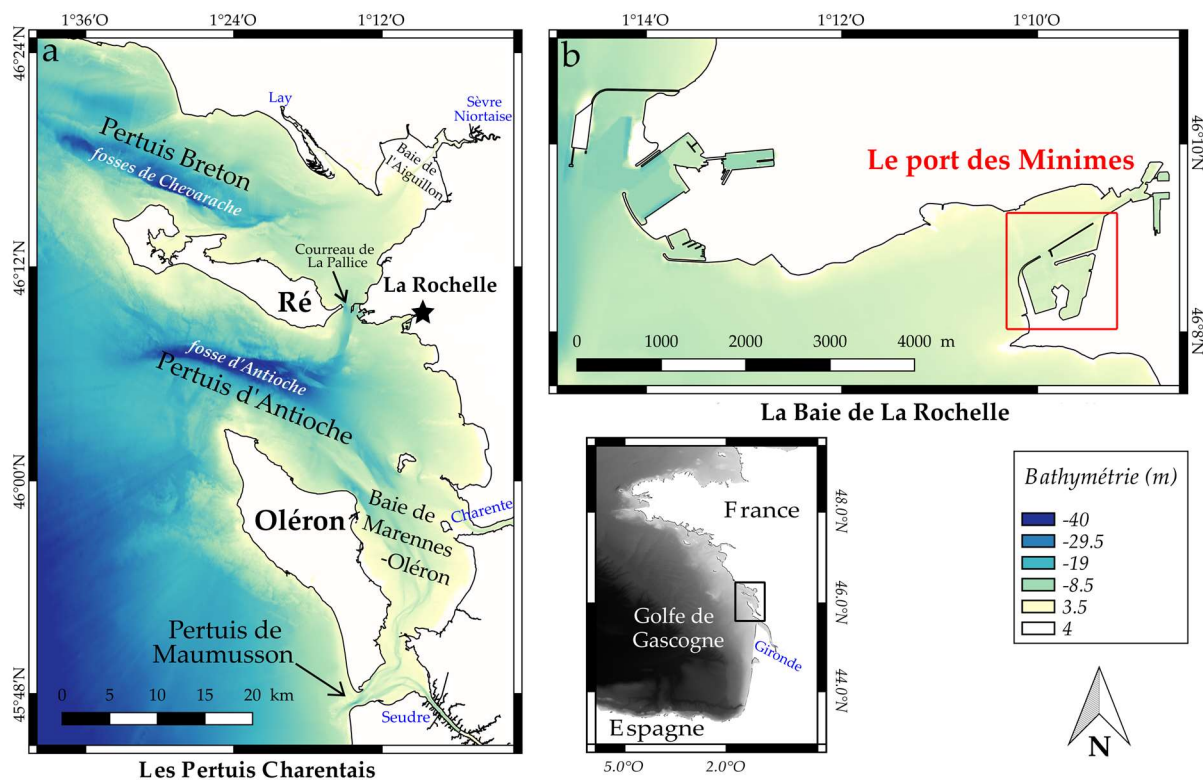 1°36'O 1°24'O 1°12'O
46°24'N
46°12'N
46°00'N
45°48'N
a
Lay
Sèvre
Niortaise
Pertuis Breton
fosses de Chevarache
Baie de
l'Aiguillon
Courreau de
La Pallice
La Rochelle
Ré
fosse d'Antioche
Pertuis d'Antioche
Oléron
Baie de
Marennes
-Oléron
Charente
Pertuis de
Maumusson
0 5 10 15 20 km
Seudre
Les Pertuis Charentais
1°14'O 1°12'O 1°10'O
46°10'N
46°8'N
b
Le port des Minimes
0 1000 2000 3000 4000 m
La Baie de La Rochelle
France
Golfe de
Gascogne
Gironde
Espagne
48.0°N
46.0°N
44.0°N
5.0°O 2.0°O
Bathymétrie (m)
-40
-29.5
-19
-8.5
3.5
4
N